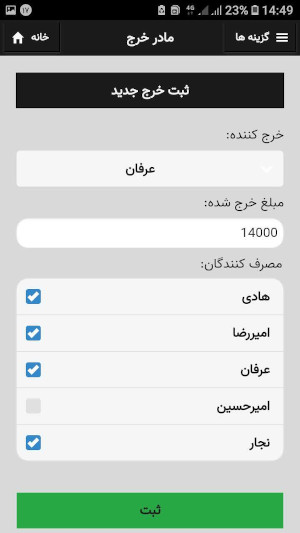 23% 14:49
گزینه ها
مادر خرج
خانه
ثبت خرج جدید
خرج کننده:
عرفان
مبلغ خرج شده:
14000
مصرف کنندگان:
هادی
امیررضا
عرفان
امیرحسین
نجار
ثبت